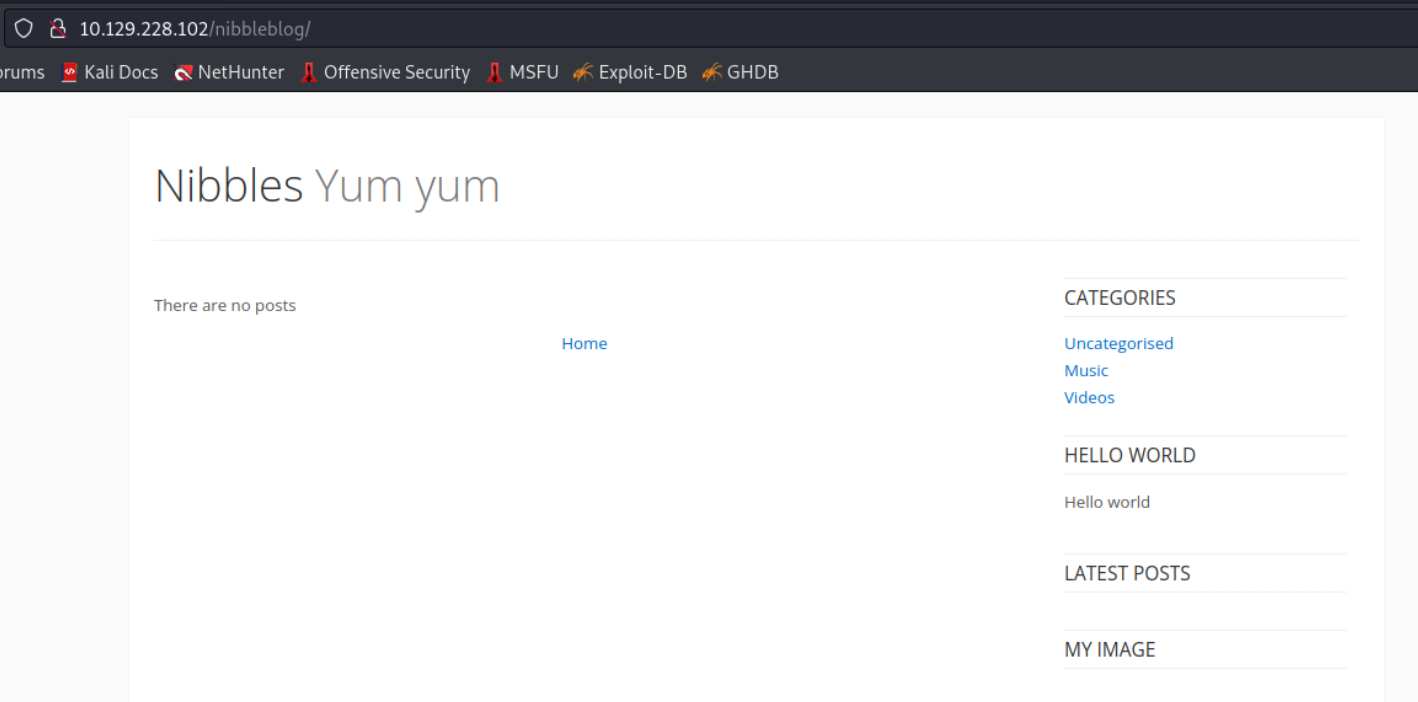 10.129.228.102/nibbleblog/
orums Kali Docs NetHunter Offensive Security MSFU Exploit-DB GHDB
Nibbles Yum yum
There are no posts
Home
CATEGORIES
Uncategorised
Music
Videos
HELLO WORLD
Hello world
LATEST POSTS
MY IMAGE